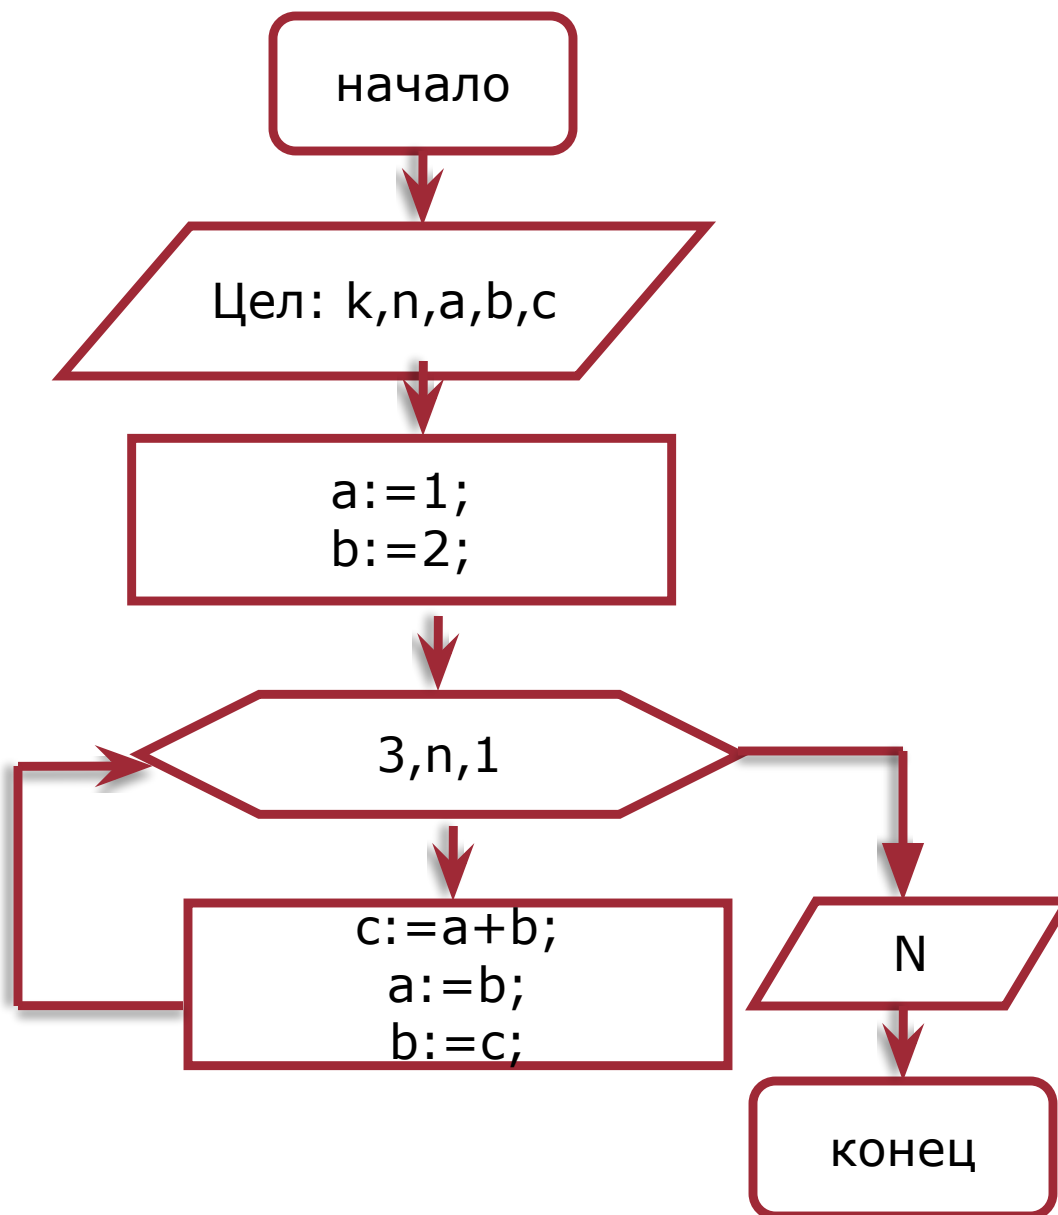 начало
Цел: k,n,a,b,c
a:=1;
b:=2;
3,n,1
c:=a+b;
a:=b;
b:=c;
N
конец